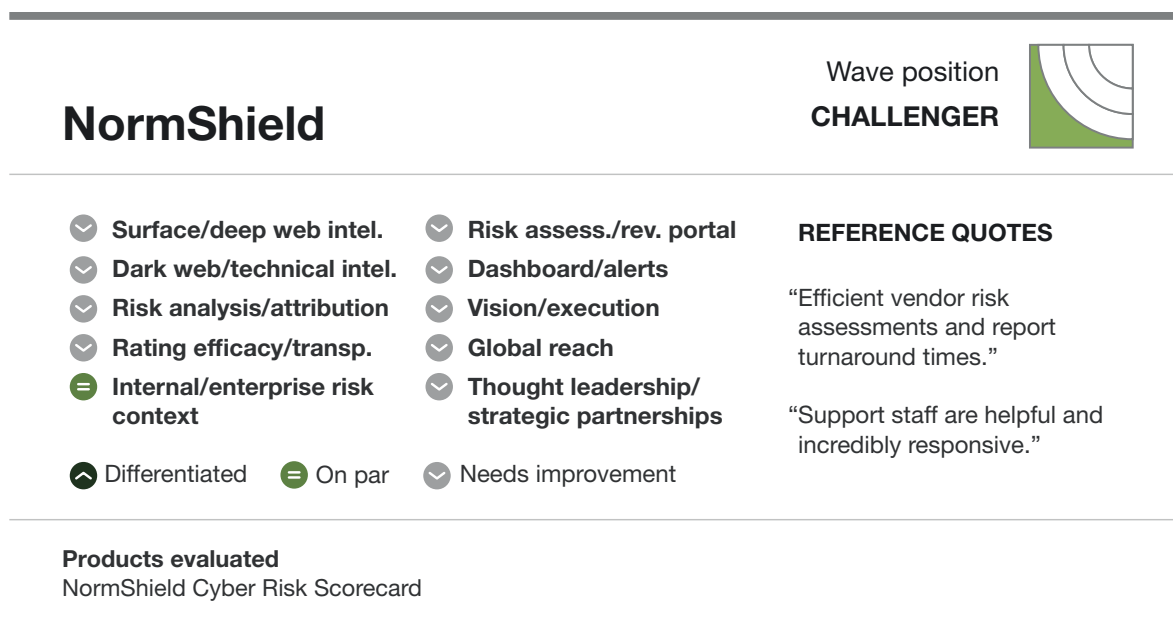 Wave position
CHALLENGER
NormShield
Surface/deep web intel.
Dark web/technical intel.
Risk analysis/attribution
Rating efficacy/transp.
Internal/enterprise risk
context
Risk assess./rev. portal
Dashboard/alerts
Vision/execution
Global reach
Thought leadership/
strategic partnerships
Differentiated
On par
Needs improvement
REFERENCE QUOTES
“Efficient vendor risk
assessments and report
turnaround times.”
“Support staff are helpful and
incredibly responsive.”
Products evaluated
NormShield Cyber Risk Scorecard